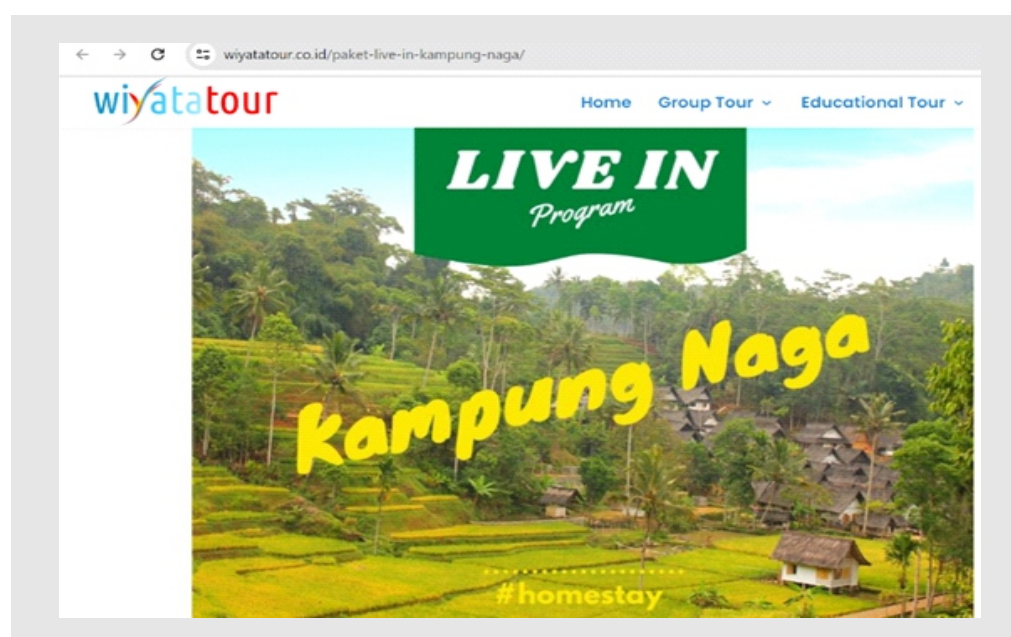 wiyatatour.co.id/paket-live-in-kampung-naga/
wiyatatour
Home Group Tour Educational Tour
LIVE IN
Program
Kampung Naga
#homestay